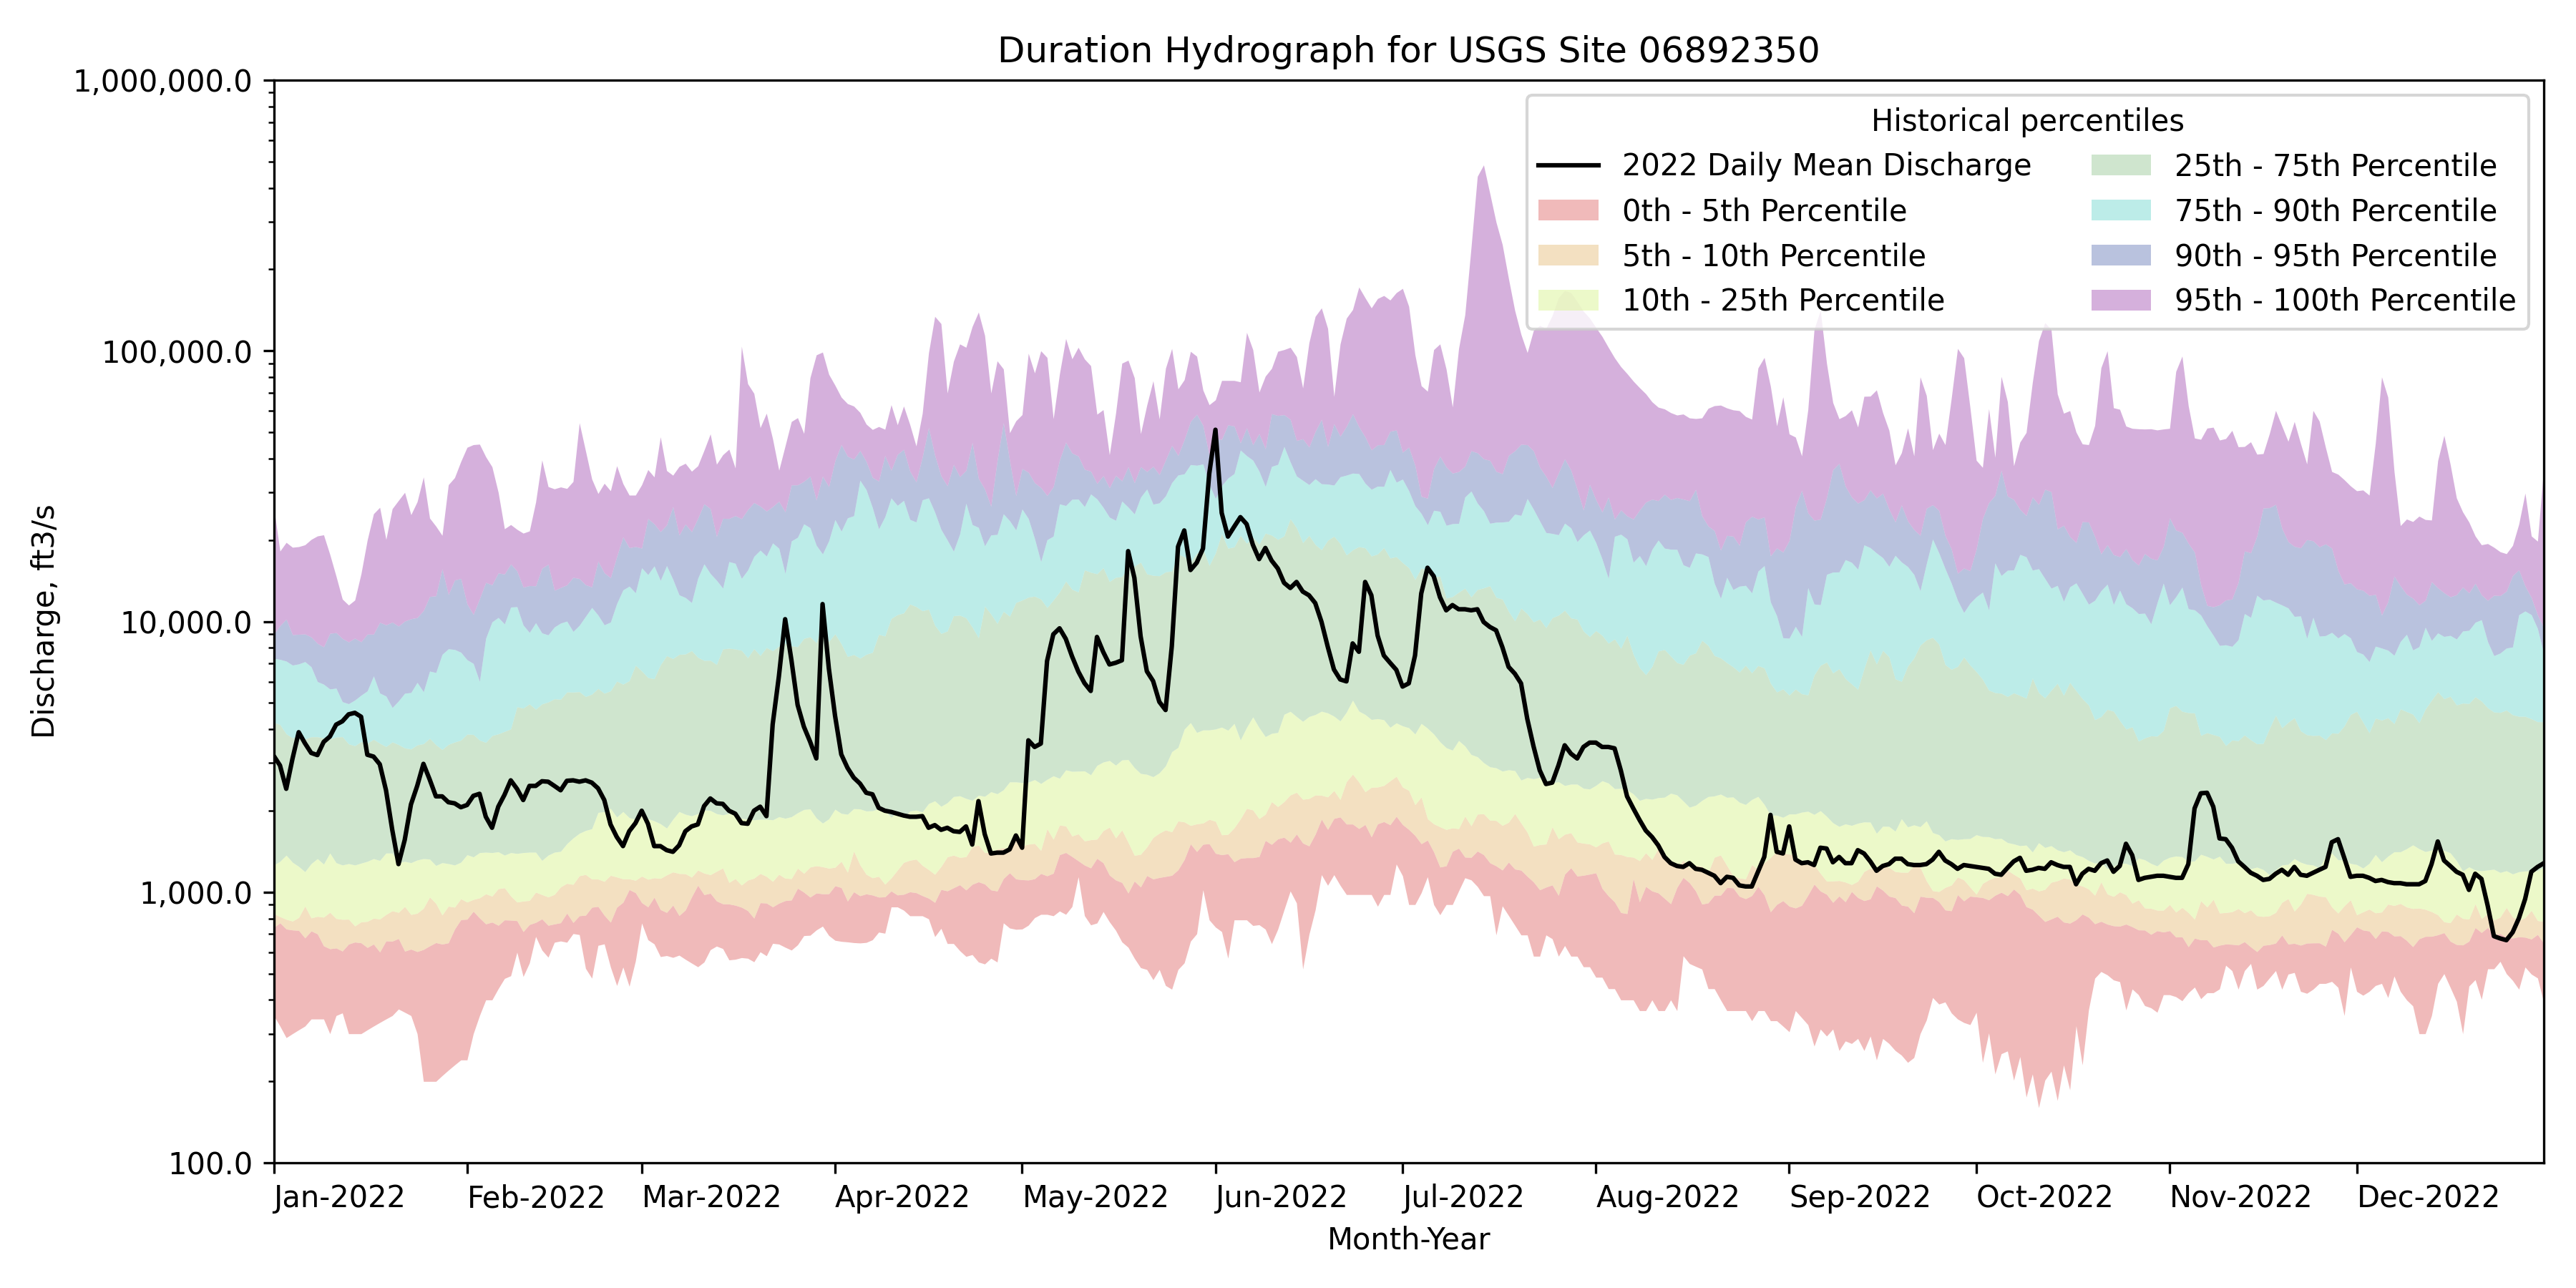 Duration Hydrograph for USGS Site 06892350
1,000,000.0
100,000.0
10,000.0
1,000.0
100.0
Discharge, ft3/s
Historical percentiles
2022 Daily Mean Discharge
0th - 5th Percentile
5th - 10th Percentile
10th - 25th Percentile
25th - 75th Percentile
75th - 90th Percentile
90th - 95th Percentile
95th - 100th Percentile
Jan-2022 Feb-2022 Mar-2022 Apr-2022 May-2022 Jun-2022 Jul-2022 Aug-2022 Sep-2022 Oct-2022 Nov-2022 Dec-2022
Month-Year